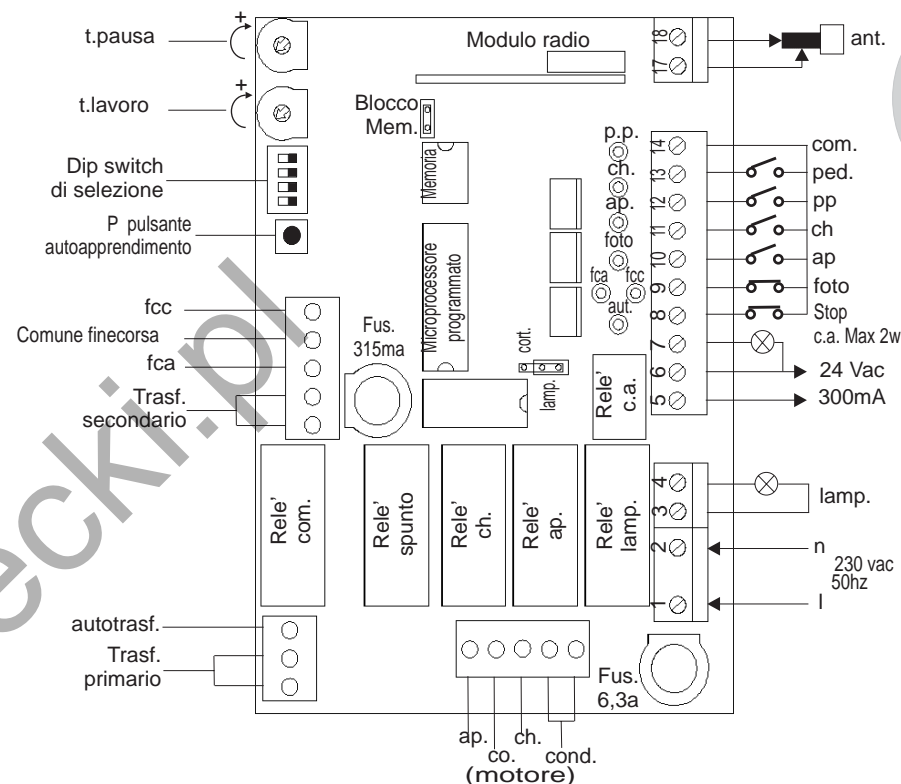 t.pausa
+
t.lavoro
+
Dip switch
di selezione
P pulsante
autoapprendimento
fcc
Comune finecorsa
fca
Trasf.
secondario
autotrasf.
Trasf.
primario
Modulo radio
Blocco
Mem.
Memoria
Microprocessore
programmato
Fus.
315ma
cort.
lamp.
p.p.
ch.
ap.
foto
fca fcc
aut.
Rele'
c.a.
Rele'
com.
Rele'
spunto
Rele'
ch.
Rele'
ap.
Rele'
lamp.
18
17
ant.
14
com.
13
ped.
12
pp
11
ch
10
ap
9
foto
8
Stop
7
c.a. Max 2w
6
24 Vac
5
300mA
4
3
lamp.
2
n
230 vac
50hz
1
l
Fus.
6,3a
ap.
co.
ch.
cond.
(motore)
ecki.pl